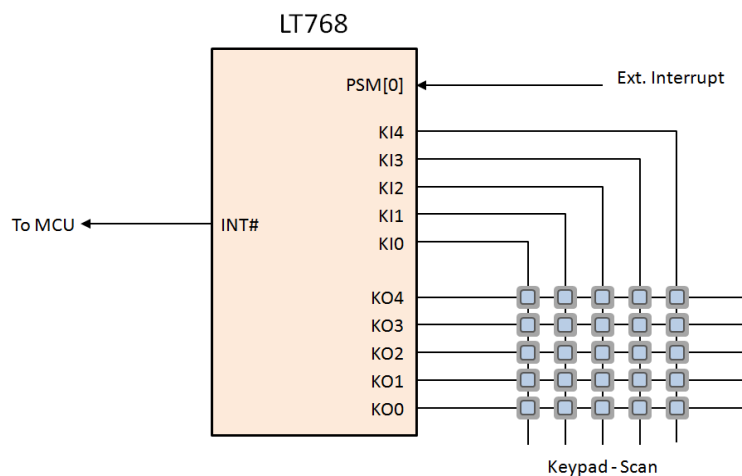 LT768
PSM[0]
Ext. Interrupt
KI4
KI3
KI2
KI1
KI0
To MCU
INT#
KO4
KO3
KO2
KO1
KO0
Keypad - Scan